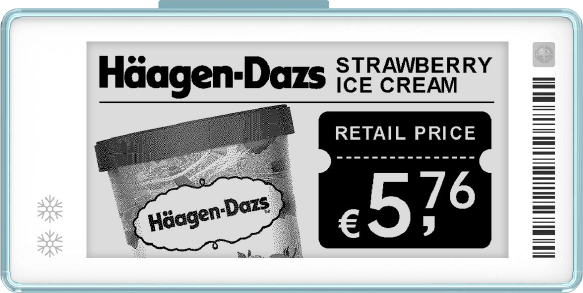 Häagen-Dazs STRAWBERRY
ICE CREAM
RETAIL PRICE
€5,76
Häagen-Dazs